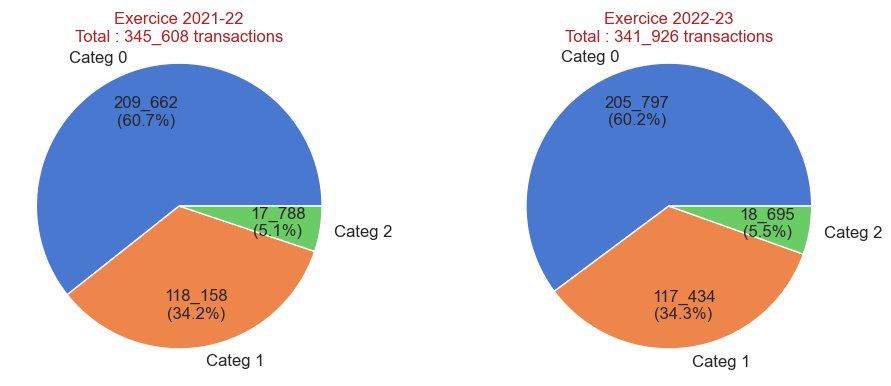 Exercice 2021-22
Total : 345_608 transactions
Categ 0
209_662
(60.7%)
17_788
(5.1%)
Categ 2
118_158
(34.2%)
Categ 1
Exercice 2022-23
Total : 341_926 transactions
Categ 0
205_797
(60.2%)
18_695
(5.5%)
Categ 2
117_434
(34.3%)
Categ 1